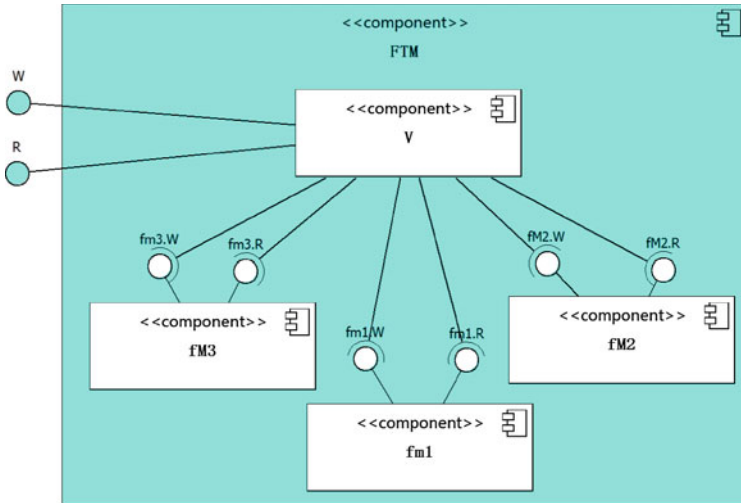 <<component>>
FTM
W
R
<<component>>
V
fm3.W
fm3.R
fM2.W
fM2.R
<<component>>
fM3
fm1.W
fm1.R
<<component>>
fM2
<<component>>
fm1